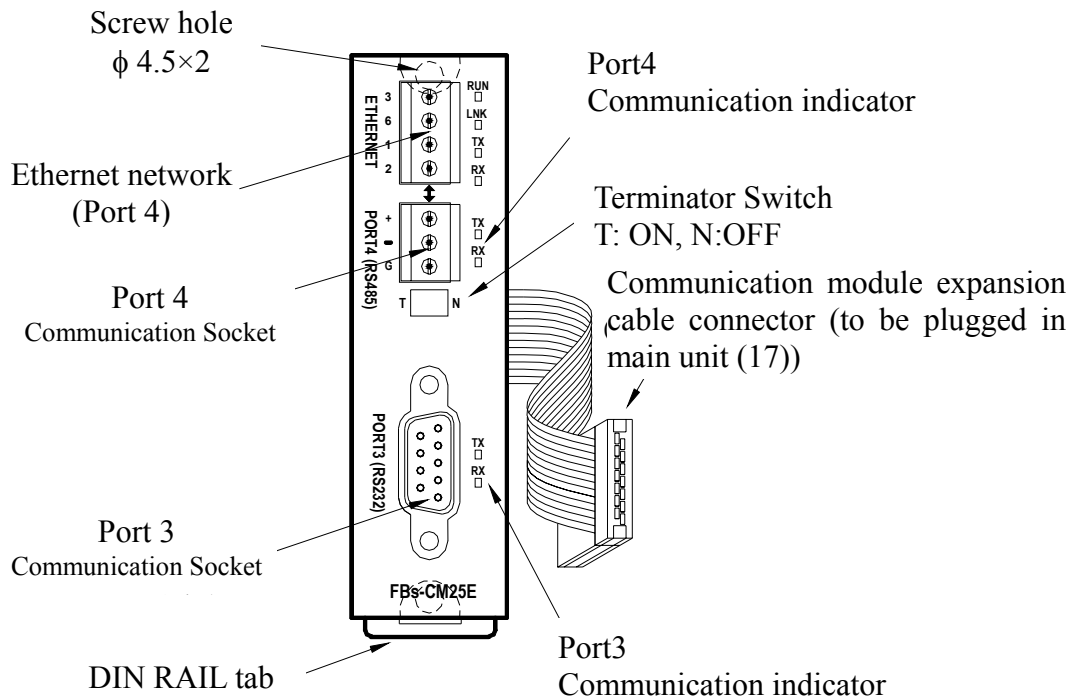 Screw hole
ϕ 4.5×2
Port4
Communication indicator
Ethernet network
(Port 4)
Terminator Switch
T: ON, N:OFF
Communication module expansion
cable connector (to be plugged in
main unit (17))
Port 4
Communication Socket
Port 3
Communication Socket
DIN RAIL tab
Port3
Communication indicator
ETHERNET
3
6
1
2
RUN
LNK
TX
RX
PORT4 (RS485)
+
-
G
TX
RX
T
N
PORT3 (RS232)
TX
RX
FBs-CM25E